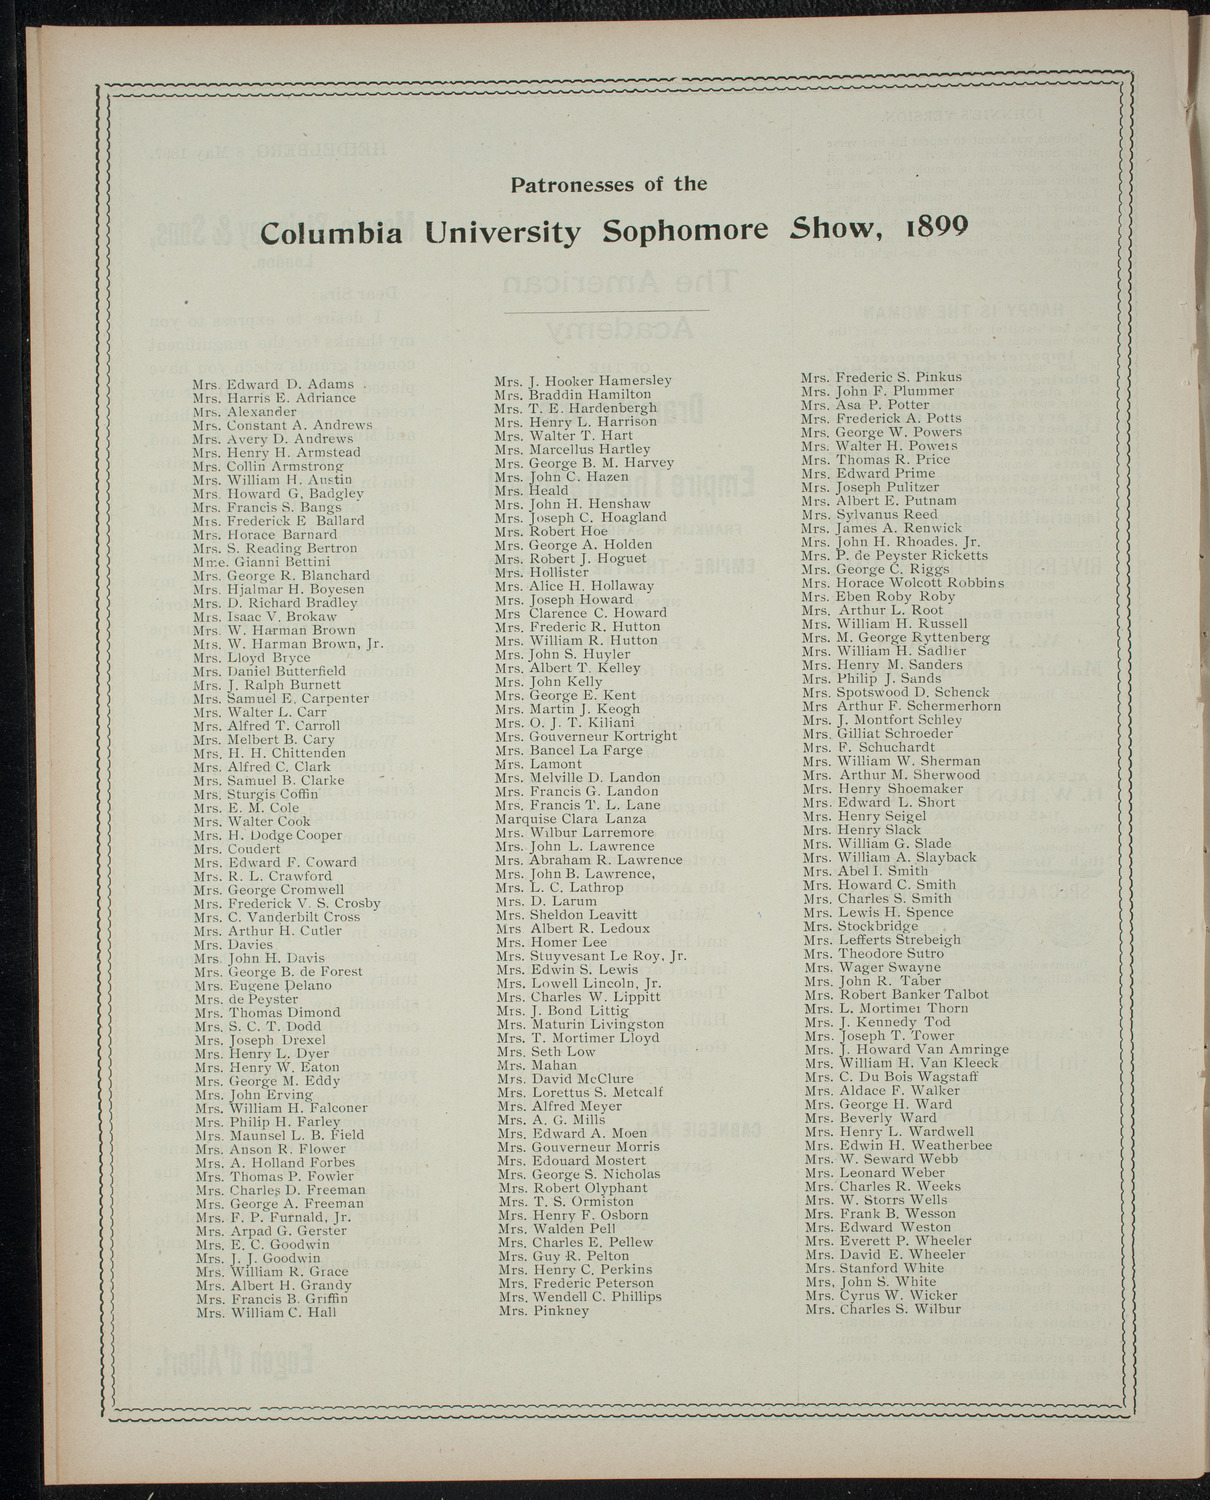 Patronesses of the
Columbia University Sophomore Show, 1899
Mrs. Edward D. Adams
Mrs. Harris E. Adriance
Mrs. Alexander
Mrs. Constant A. Andrews
Mrs. Avery D. Andrews
Mrs. Henry H. Armstead
Mrs. Collin Armstrong
Mrs. William H. Austin
Mrs. Howard G. Badgley
Mrs. Francis S. Bangs
Mrs. Frederick E Ballard
Mrs. Horace Barnard
Mrs. S. Reading Bertron
Mme. Gianni Bettini
Mrs. George R. Blanchard
Mrs. Hjalmar H. Boyesen
Mrs. D. Richard Bradley
Mrs. Isaac V. Brokaw
Mrs. W. Harman Brown
Mrs. W. Harman Brown, Jr.
Mrs. Lloyd Bryce
Mrs. Daniel Butterfield
Mrs. J. Ralph Burnett
Mrs. Samuel E. Carpenter
Mrs. Walter L. Carr
Mrs. Alfred T. Carroll
Mrs. Melbert B. Cary
Mrs. H. H. Chittenden
Mrs. Alfred C. Clark
Mrs. Samuel B. Clarke
Mrs. Sturgis Coffin
Mrs. E. M. Cole
Mrs. Walter Cook
Mrs. H. Dodge Cooper
Mrs. Coudert
Mrs. Edward F. Coward
Mrs. R. L. Crawford
Mrs. George Cromwell
Mrs. Frederick V. S. Crosby
Mrs. C. Vanderbilt Cross
Mrs. Arthur H. Cutler
Mrs. Davies
Mrs. John H. Davis
Mrs. George B. de Forest
Mrs. Eugene Delano
Mrs. de Peyster
Mrs. Thomas Dimond
Mrs. S. C. T. Dodd
Mrs. Joseph Drexel
Mrs. Henry L. Dyer
Mrs. Henry W. Eaton
Mrs. George M. Eddy
Mrs. John Erving
Mrs. William H. Falconer
Mrs. Philip H. Farley
Mrs. Maunsel L. B. Field
Mrs. Anson R. Flower
Mrs. A. Holland Forbes
Mrs. Thomas P. Fowler
Mrs. Charles D. Freeman
Mrs. George A. Freeman
Mrs. F. P. Furnald, Jr.
Mrs. Arpad G. Gerster
Mrs. E. C. Goodwin
Mrs. J. J. Goodwin
Mrs. William R. Grace
Mrs. Albert H. Grandy
Mrs. Francis B. Griffin
Mrs. William C. Hall
Mrs. J. Hooker Hamersley
Mrs. Braddin Hamilton
Mrs. T. E. Hardenbergh
Mrs. Henry L. Harrison
Mrs. Walter T. Hart
Mrs. Marcellus Hartley
Mrs. George B. M. Harvey
Mrs. John C. Hazen
Mrs. Heald
Mrs. John H. Henshaw
Mrs. Joseph C. Hoagland
Mrs. Robert Hoe
Mrs. George A. Holden
Mrs. Robert J. Hoguet
Mrs. Hollister
Mrs. Alice H. Hollaway
Mrs. Joseph Howard
Mrs Clarence C. Howard
Mrs. Frederic R. Hutton
Mrs. William R. Hutton
Mrs. John S. Huyler
Mrs. Albert T. Kelley
Mrs. John Kelly
Mrs. George E. Kent
Mrs. Martin J. Keogh
Mrs. O. J. T. Kiliani
Mrs. Gouverneur Kortright
Mrs. Bancel La Farge
Mrs. Lamont
Mrs. Melville D. Landon
Mrs. Francis G. Landon
Mrs. Francis T. L. Lane
Marquise Clara Lanza
Mrs. Wilbur Larremore
Mrs. John L. Lawrence
Mrs. Abraham R. Lawrence
Mrs. John B. Lawrence,
Mrs. L. C. Lathrop
Mrs. D. Larum
Mrs. Sheldon Leavitt
Mrs Albert R. Ledoux
Mrs. Homer Lee
Mrs. Stuyvesant Le Roy, Jr.
Mrs. Edwin S. Lewis
Mrs. Lowell Lincoln, Jr.
Mrs. Charles W. Lippitt
Mrs. J. Bond Littig
Mrs. Maturin Livingston
Mrs. T. Mortimer Lloyd
Mrs. Seth Low
Mrs. Mahan
Mrs. David McClure
Mrs. Lorettus S. Metcalf
Mrs. Alfred Meyer
Mrs. A. G. Mills
Mrs. Edward A. Moen
Mrs. Gouverneur Morris
Mrs. Edouard Mostert
Mrs. George S. Nicholas
Mrs. Robert Olyphant
Mrs. T. S. Ormiston
Mrs. Henry F. Osborn
Mrs. Walden Pell
Mrs. Charles E. Pellew
Mrs. Guy R. Pelton
Mrs. Henry C. Perkins
Mrs. Frederic Peterson
Mrs. Wendell C. Phillips
Mrs. Pinkney
Mrs. Frederic S. Pinkus
Mrs. John F. Plummer
Mrs. Asa P. Potter
Mrs. Frederick A. Potts
Mrs. George W. Powers
Mrs. Walter H. Powers
Mrs. Thomas R. Price
Mrs. Edward Prime
Mrs. Joseph Pulitzer
Mrs. Albert E. Putnam
Mrs. Sylvanus Reed
Mrs. James A. Renwick
Mrs. John H. Rhoades, Jr.
Mrs. P. de Peyster Ricketts
Mrs. George C. Riggs
Mrs. Horace Wolcott Robbins
Mrs. Eben Roby Roby
Mrs. Arthur L. Root
Mrs. William H. Russell
Mrs. M. George Ryttenberg
Mrs. William H. Sadlier
Mrs. Henry M. Sanders
Mrs. Philip J. Sands
Mrs. Spotswood D. Schenck
Mrs Arthur F. Schermerhorn
Mrs. J. Montfort Schley
Mrs. Gilliat Schroeder
Mrs. F. Schuchardt
Mrs. William W. Sherman
Mrs. Arthur M. Sherwood
Mrs. Henry Shoemaker
Mrs. Edward L. Short
Mrs. Henry Seigel
Mrs. Henry Slack
Mrs. William G. Slade
Mrs. William A. Slayback
Mrs. Abel I. Smith
Mrs. Howard C. Smith
Mrs. Charles S. Smith
Mrs. Lewis H. Spence
Mrs. Stockbridge
Mrs. Lefferts Strebeigh
Mrs. Theodore Sutro
Mrs. Wager Swayne
Mrs. John R. Taber
Mrs. Robert Banker Talbot
Mrs. L. Mortimer Thorn
Mrs. J. Kennedy Tod
Mrs. Joseph T. Tower
Mrs. J. Howard Van Amringe
Mrs. William H. Van Kleeck
Mrs. C. Du Bois Wagstaff
Mrs. Aldace F. Walker
Mrs. George H. Ward
Mrs. Beverly Ward
Mrs. Henry L. Wardwell
Mrs. Edwin H. Weatherbee
Mrs. W. Seward Webb
Mrs. Leonard Weber
Mrs. Charles R. Weeks
Mrs. W. Storrs Wells
Mrs. Frank B. Wesson
Mrs. Edward Weston
Mrs. Everett P. Wheeler
Mrs. David E. Wheeler
Mrs. Stanford White
Mrs. John S. White
Mrs. Cyrus W. Wicker
Mrs. Charles S. Wilbur